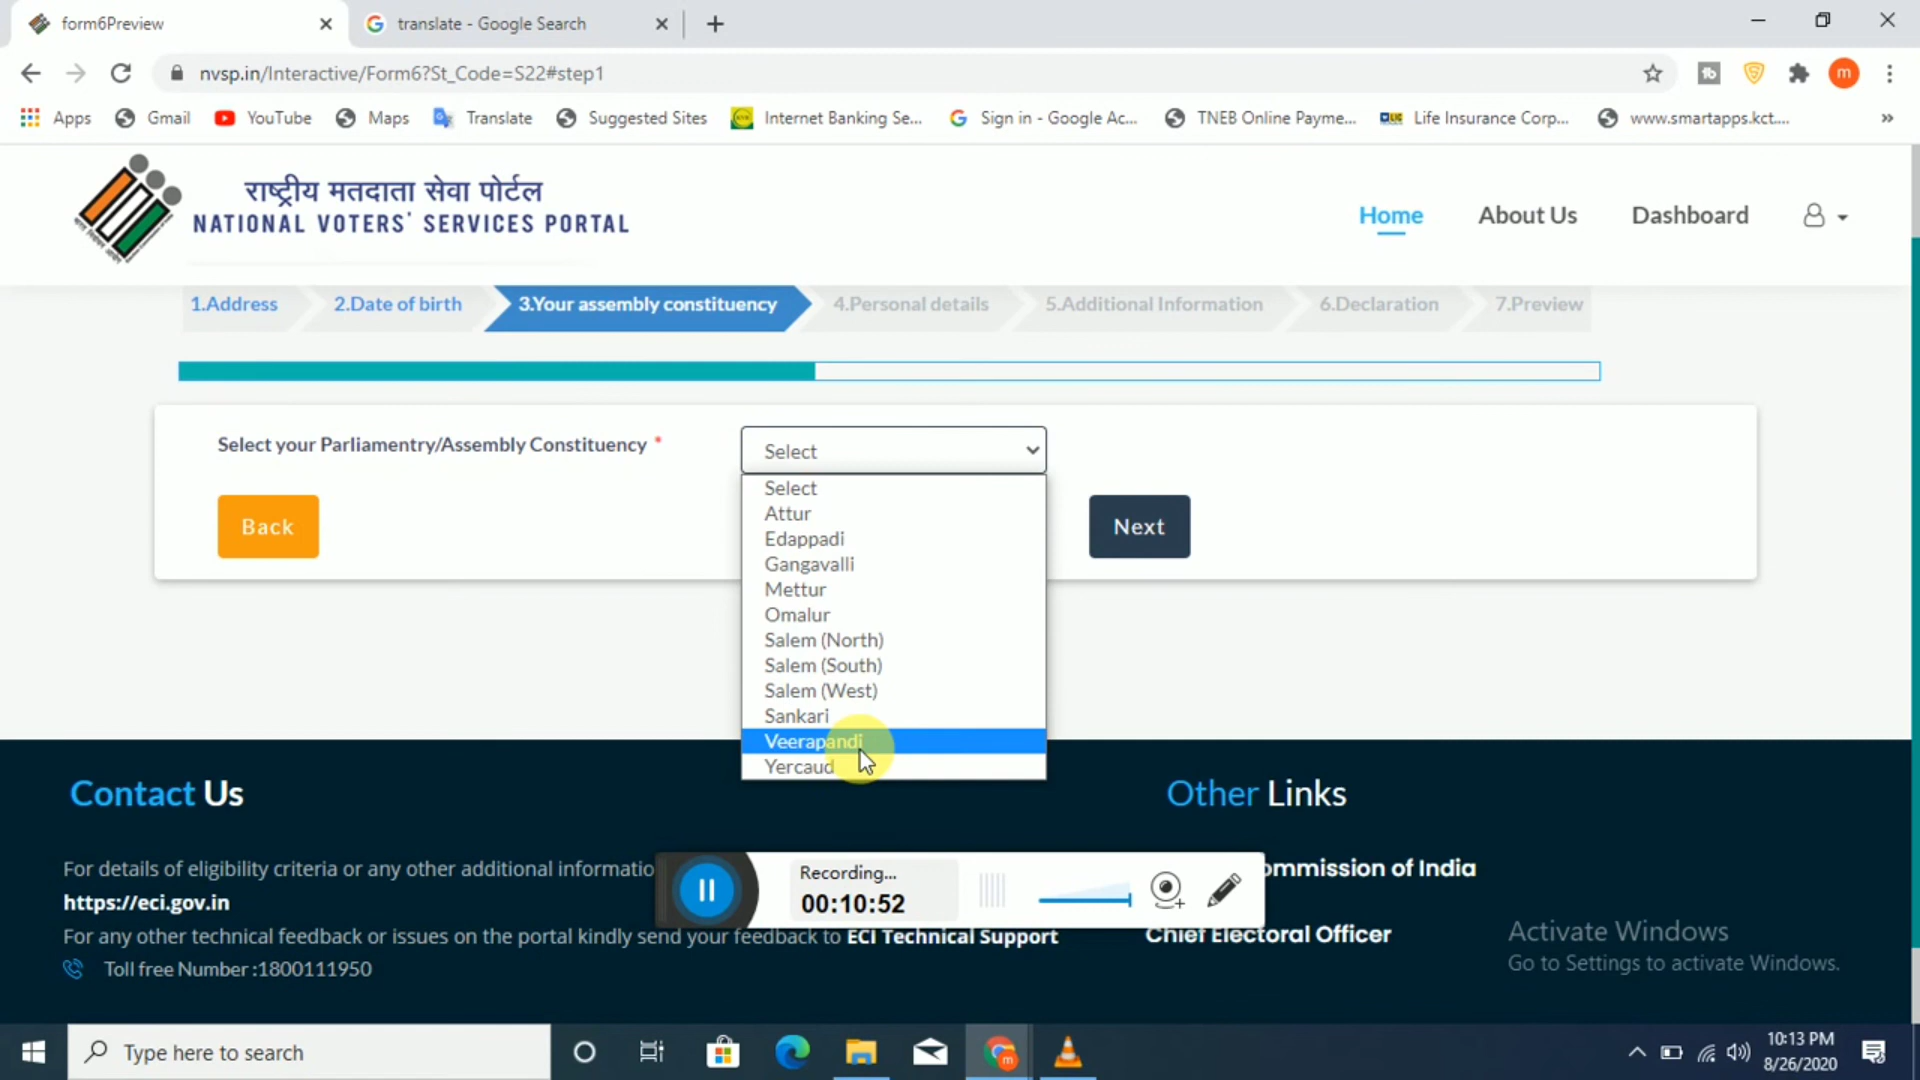 form6Preview
translate - Google Search
nvsp.in/Interactive/Form6?St_Code=S22#step1
Apps
Gmail
YouTube
Maps
Translate
Suggested Sites
Internet Banking Se...
Sign in - Google Ac...
TNEB Online Payme...
Life Insurance Corp...
www.smartapps.kct....
राष्ट्रीय मतदाता सेवा पोर्टल
NATIONAL VOTERS' SERVICES PORTAL
Home
About Us
Dashboard
1.Address
2.Date of birth
3.Your assembly constituency
4.Personal details
5.Additional Information
6.Declaration
7.Preview
Select your Parliamentry/Assembly Constituency *
Select
Back
Next
Select
Attur
Edappadi
Gangavalli
Mettur
Omalur
Salem (North)
Salem (South)
Salem (West)
Sankari
Veerapandi
Yercaud
Contact Us
Other Links
For details of eligibility criteria or any other additional informatio
https://eci.gov.in
For any other technical feedback or issues on the portal kindly send your feedback to ECI Technical Support
Toll free Number :1800111950
Recording...
00:10:52
ommission of India
Chief Electoral Officer
Activate Windows
Go to Settings to activate Windows.
Type here to search
10:13 PM
8/26/2020